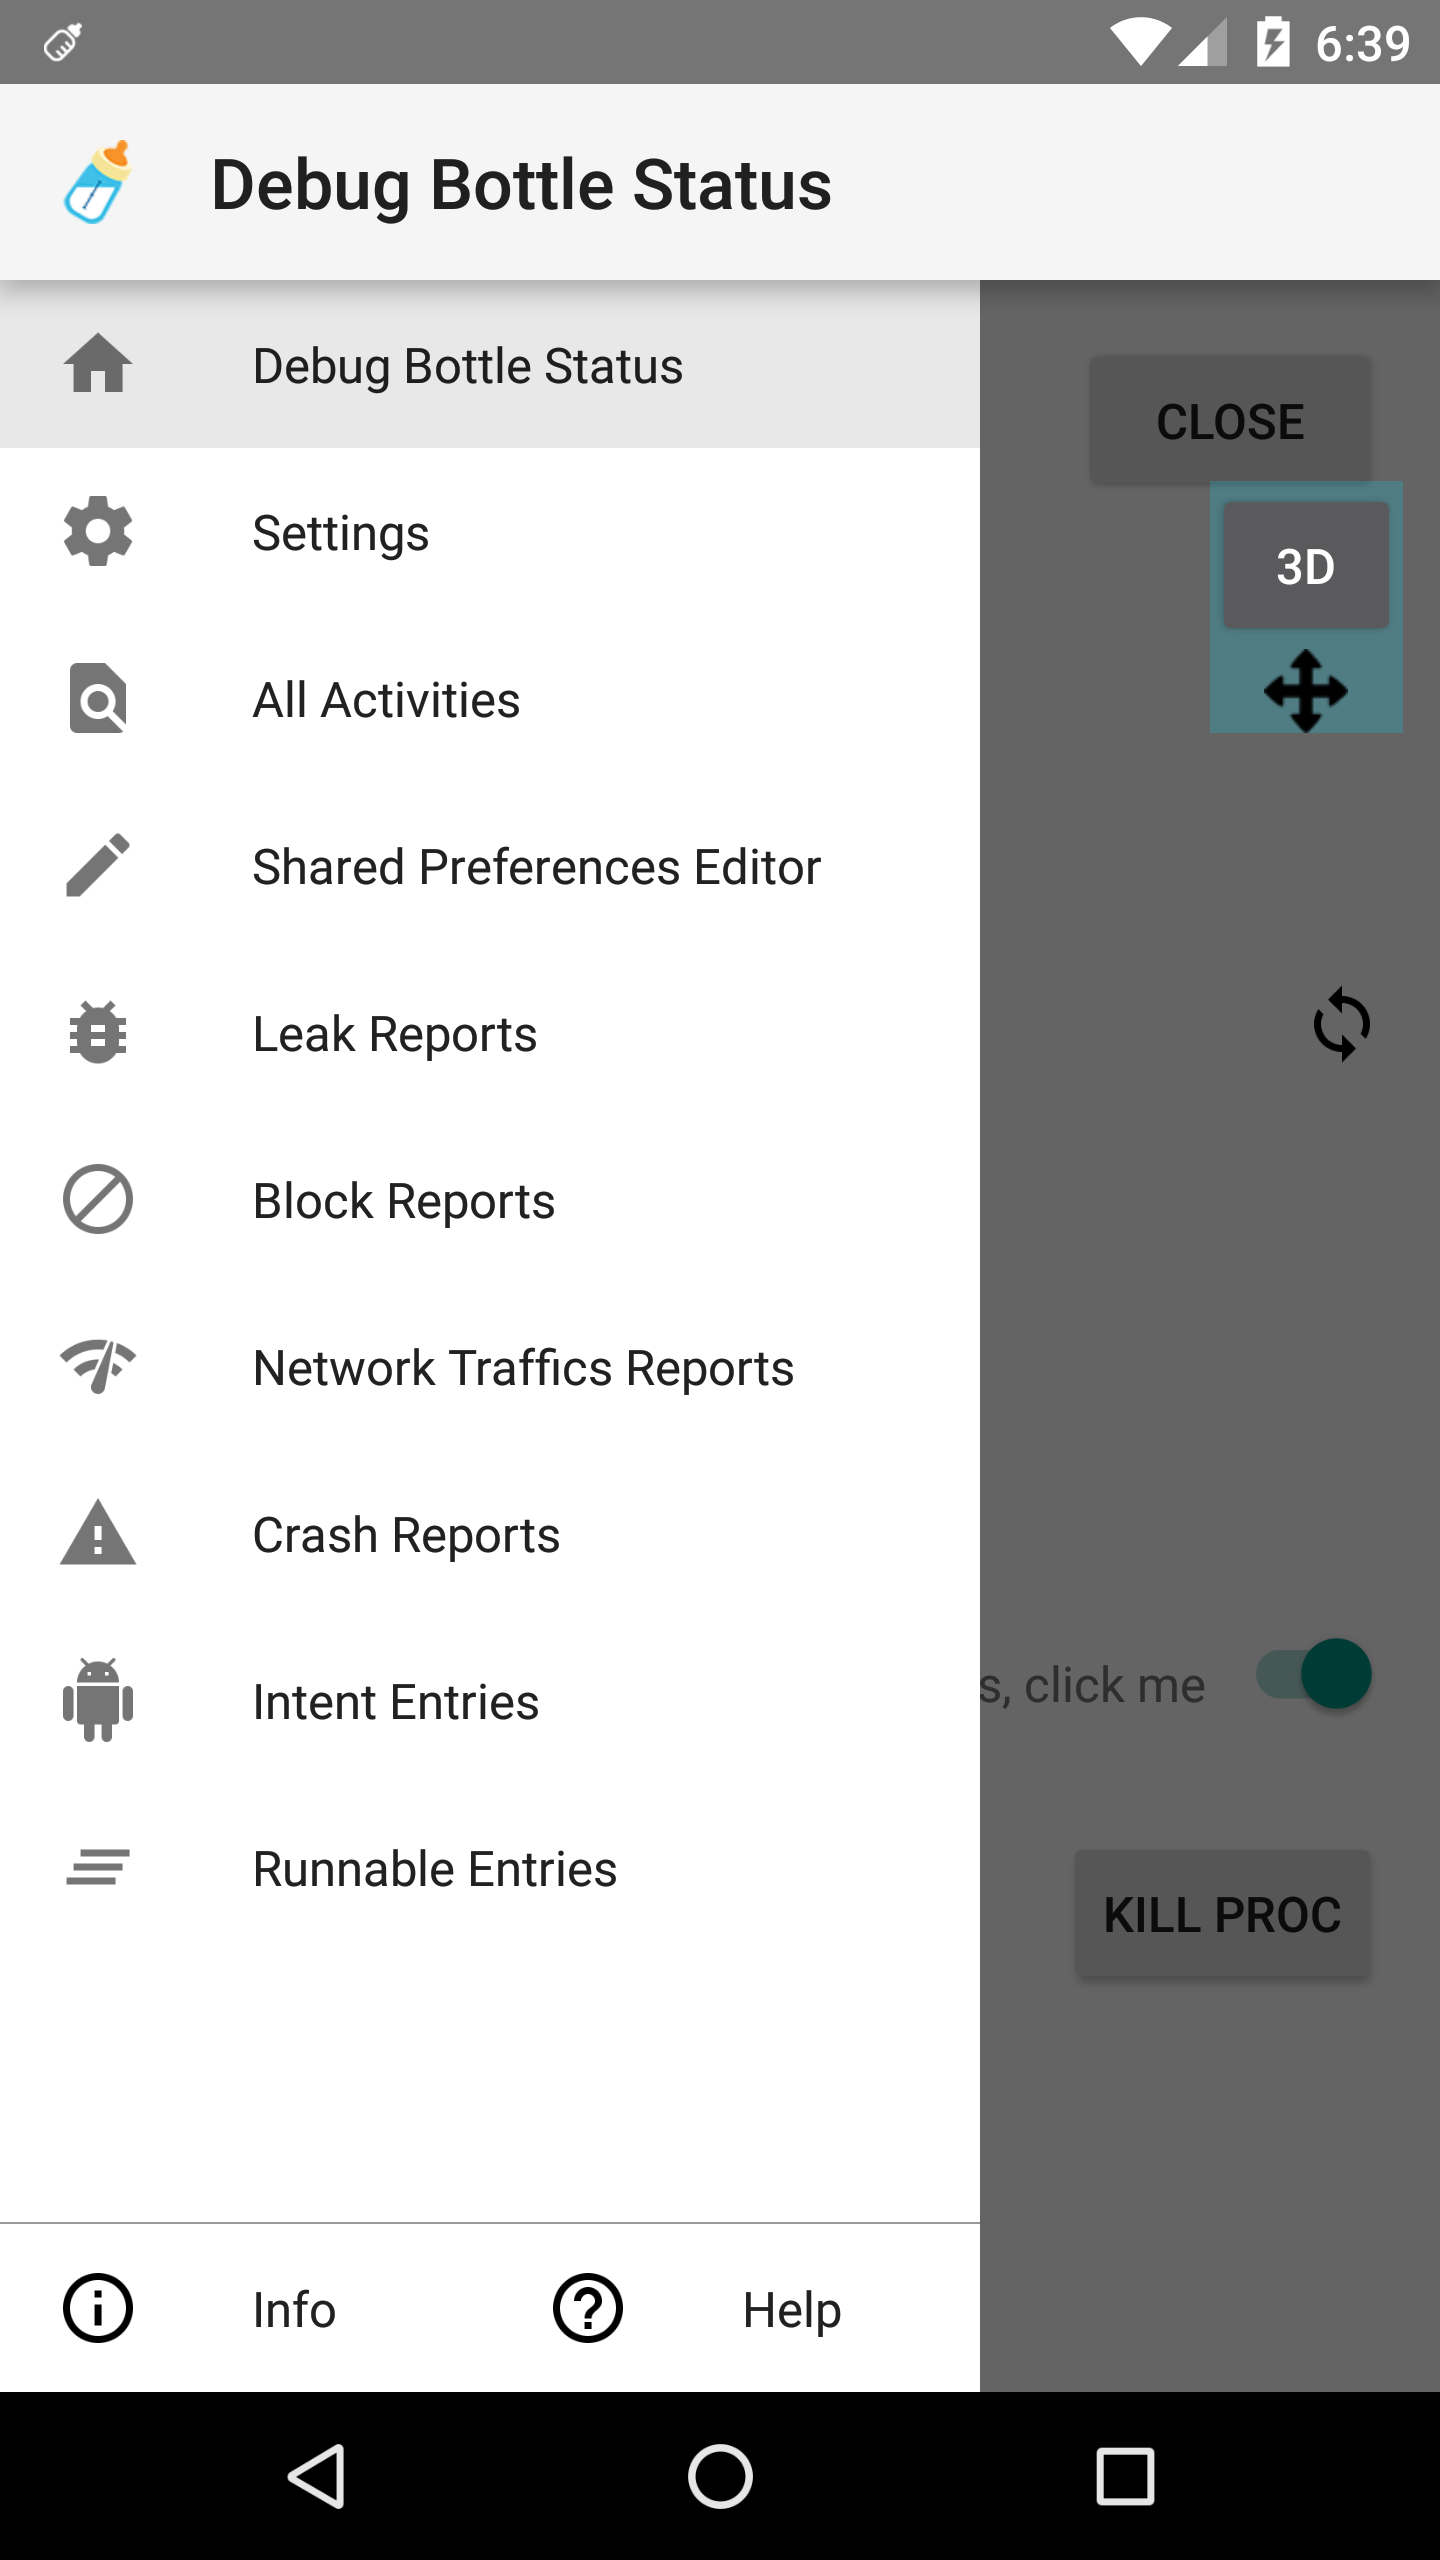 6:39
Debug Bottle Status
Debug Bottle Status
CLOSE
Settings
3D
All Activities
Shared Preferences Editor
Leak Reports
Block Reports
Network Traffics Reports
Crash Reports
s, click me
Intent Entries
Runnable Entries
KILL PROC
Info
Help